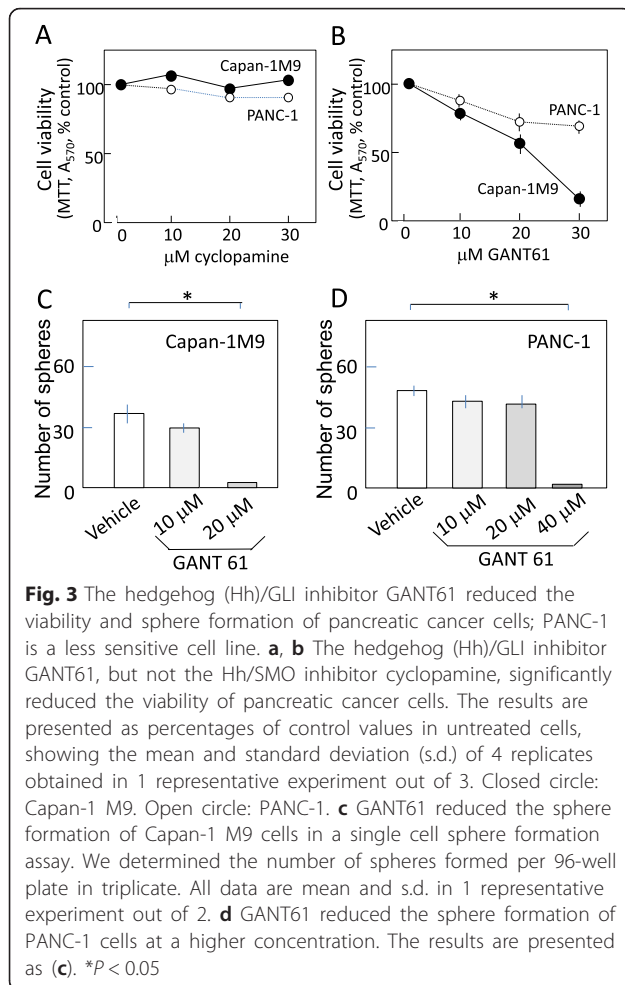 A
B
Cell viability
(MTT, A570, % control)
100
50
0
Capan-1M9
PANC-1
0 10 20 30
µM cyclopamine
Cell viability
(MTT, A570, % control)
100
50
0
PANC-1
Capan-1M9
0 10 20 30
µM GANT61
C
D
*
Capan-1M9
Number of spheres
60
30
0
Vehicle
10 µM
20 µM
GANT 61
*
PANC-1
Number of spheres
60
30
0
Vehicle
10 µM
20 µM
40 µM
GANT 61
Fig. 3 The hedgehog (Hh)/GLI inhibitor GANT61 reduced the
viability and sphere formation of pancreatic cancer cells; PANC-1
is a less sensitive cell line. a, b The hedgehog (Hh)/GLI inhibitor
GANT61, but not the Hh/SMO inhibitor cyclopamine, significantly
reduced the viability of pancreatic cancer cells. The results are
presented as percentages of control values in untreated cells,
showing the mean and standard deviation (s.d.) of 4 replicates
obtained in 1 representative experiment out of 3. Closed circle:
Capan-1 M9. Open circle: PANC-1. c GANT61 reduced the sphere
formation of Capan-1 M9 cells in a single cell sphere formation
assay. We determined the number of spheres formed per 96-well
plate in triplicate. All data are mean and s.d. in 1 representative
experiment out of 2. d GANT61 reduced the sphere formation of
PANC-1 cells at a higher concentration. The results are presented
as (c). *P < 0.05